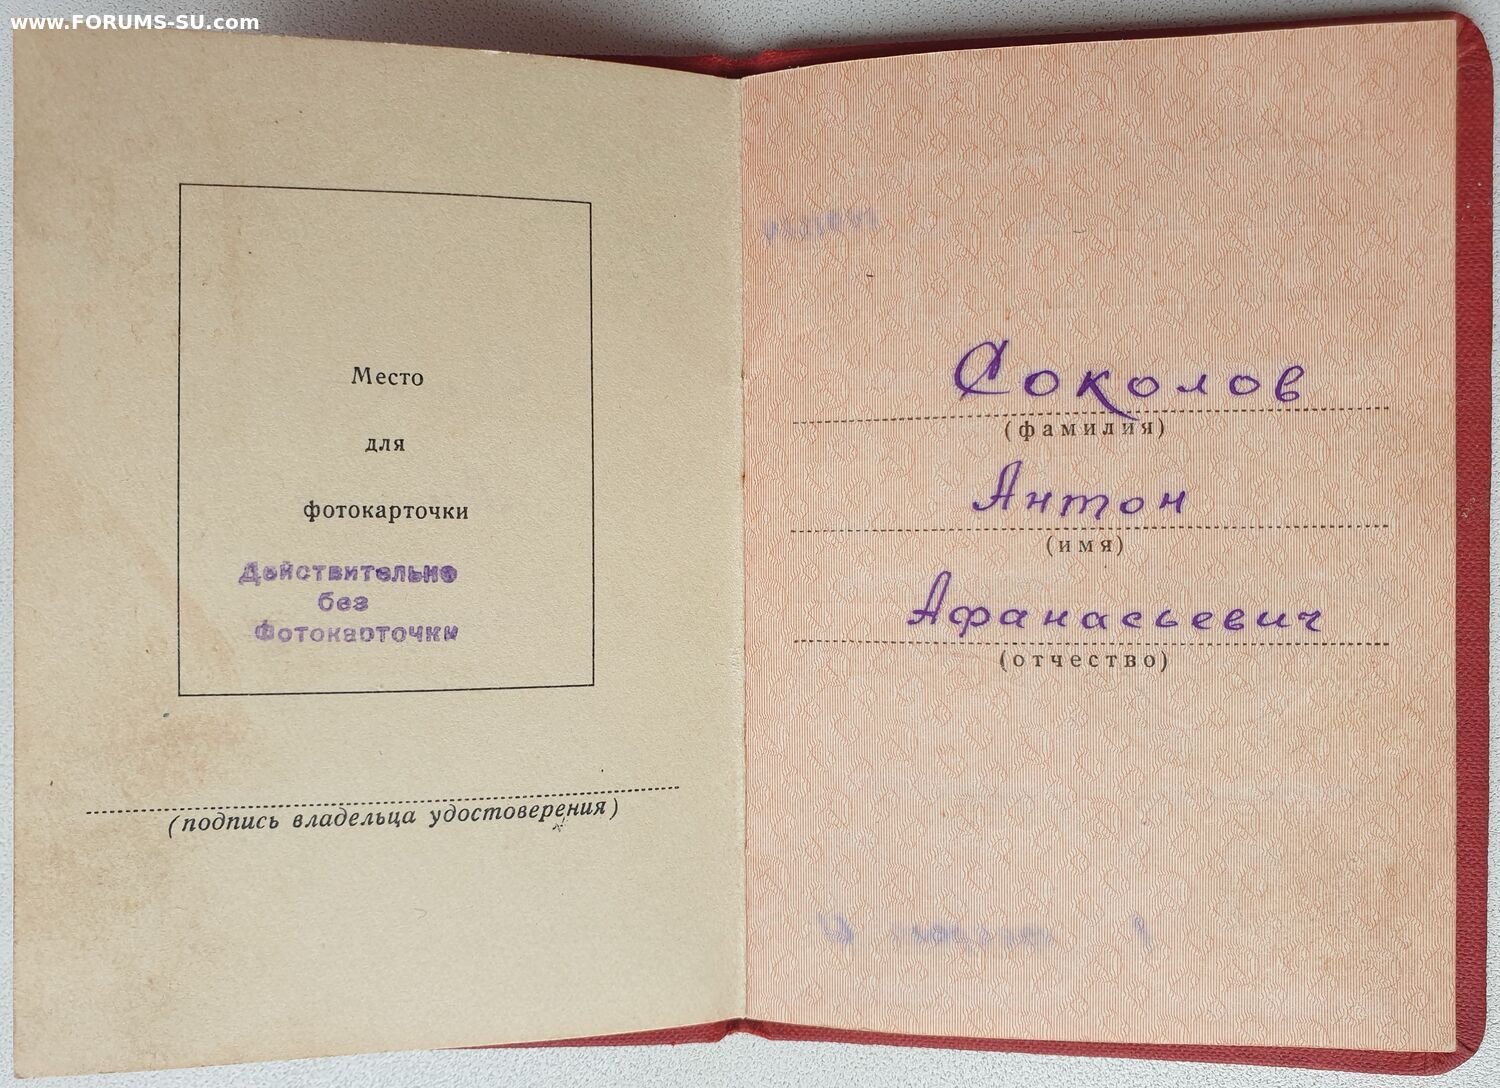 www.FORUMS-SU.com
Место
для
фотокарточки
Действительно
без
Фотокарточки
(подпись владельца удостоверения)
Соколов
(фамилия)
Антон
(имя)
Афанасьевич
(отчество)